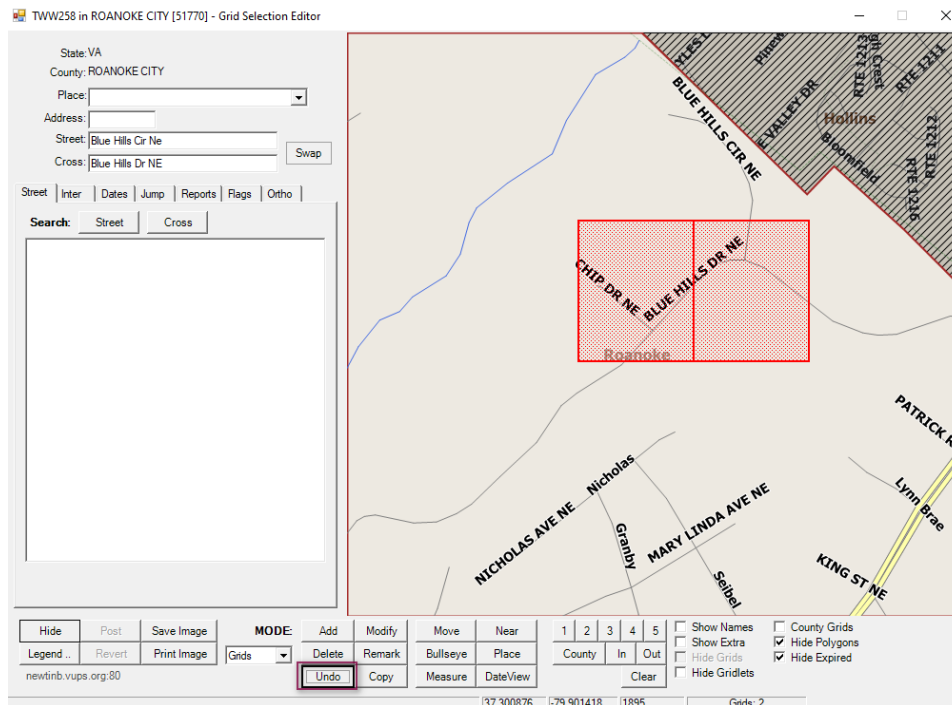 TWW258 in ROANOKE CITY [51770] - Grid Selection Editor
State: VA
County: ROANOKE CITY
Place:
Address:
Street: Blue Hills Cir Ne
Cross: Blue Hills Dr NE
Swap
Street Inter Dates Jump Reports Flags Ortho
Search: Street Cross
YLES
Pinew
RTE 1213
gh Crest
RTE 1211
BLUE HILLS CIR NE
E VALLEY DR
Hollins
Bloomfield
RTE 1212
RTE 1216
CHIP DR NE
BLUE HILLS DR NE
Roanoke
PATRICK R
Nicholas
NICHOLAS AVE NE
Granby
MARY LINDA AVE NE
Seibel
Lynn Brae
KING ST NE
Hide Post Save Image MODE: Add Modify Move Near 1 2 3 4 5 Show Names County Grids
Legend .. Revert Print Image Grids Delete Remark Bullseye Place County In Out Show Extra Hide Polygons
Hide Grids Hide Expired
newtinb.vups.org:80 Undo Copy Measure DateView Clear Hide Gridlets
37.300876 -79.901418 1895 Grids: 2